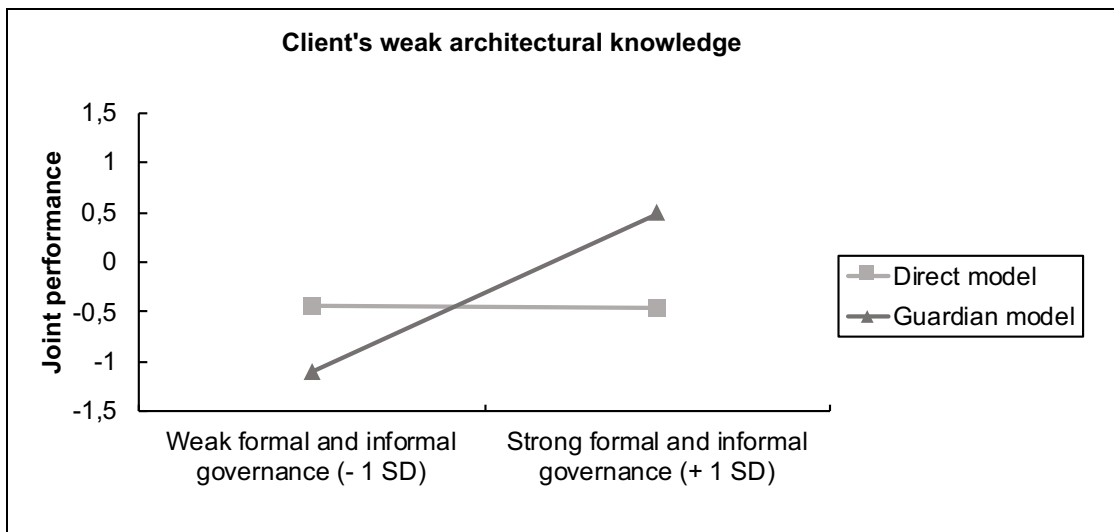 Client's weak architectural knowledge
Joint performance
1,5
1
0,5
0
-0,5
-1
-1,5
Weak formal and informal
governance (- 1 SD)
Strong formal and informal
governance (+ 1 SD)
Direct model
Guardian model